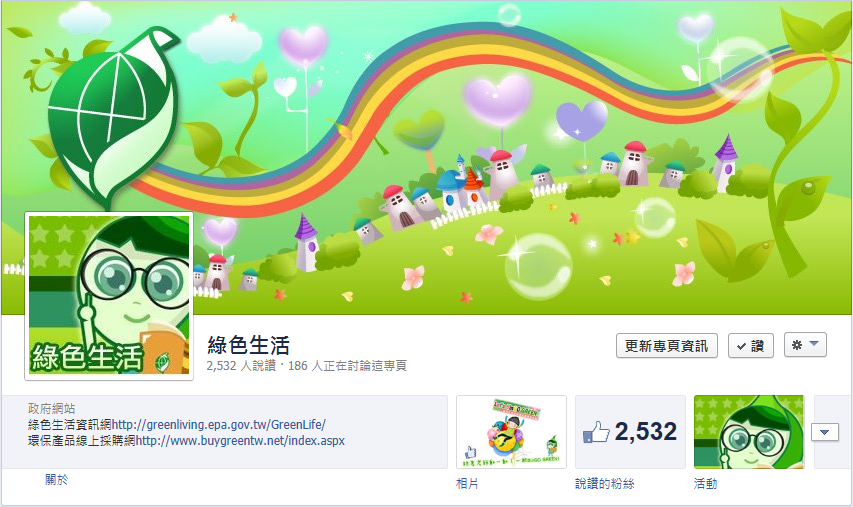 綠色生活
綠色生活
2,532 人說讚 · 186 人正在討論這專頁
更新專頁資訊
讚
政府網站
綠色生活資訊網http://greenliving.epa.gov.tw/GreenLife/
環保產品線上採購網http://www.buygreentw.net/index.aspx
關於
2,532
相片
說讚的粉絲
活動